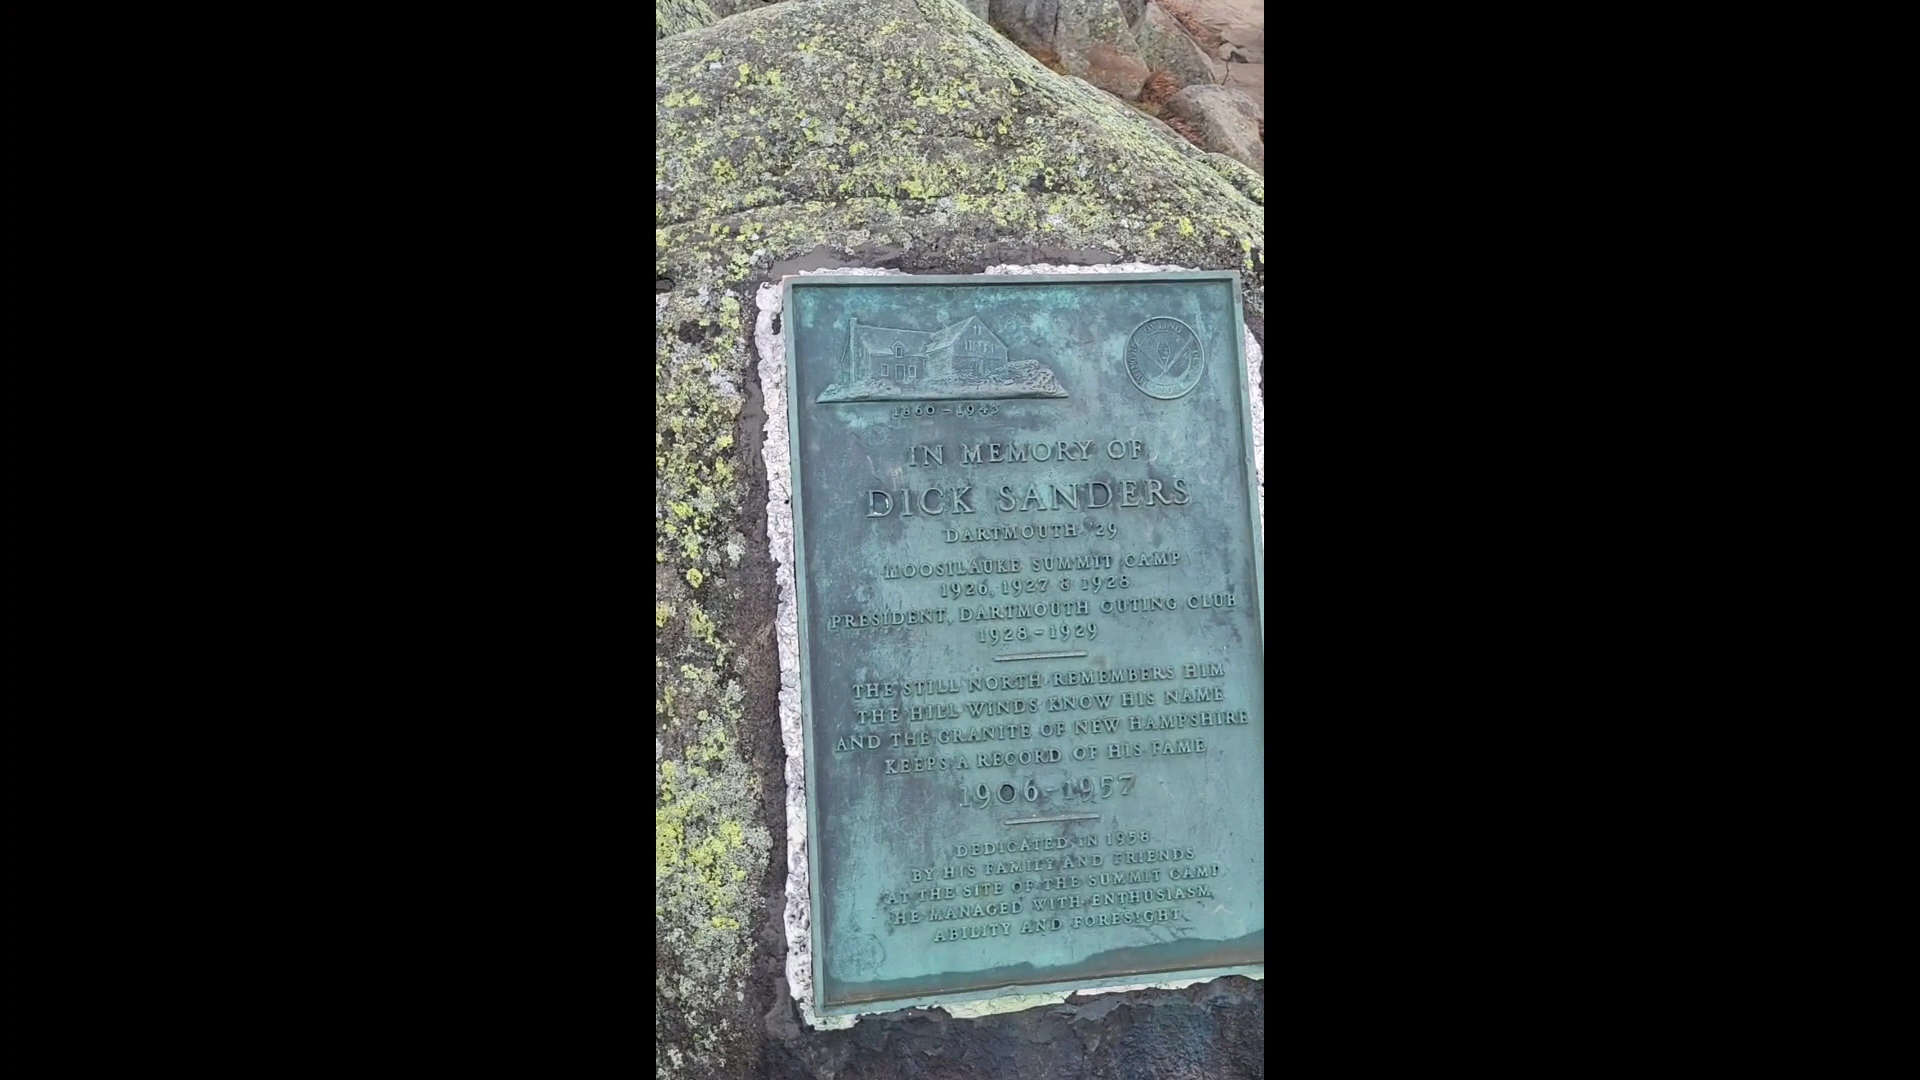 OUTING
1860-1943
IN MEMORY OF
DICK SANDERS
DARTMOUTH '29
MOOSILAUKE SUMMIT CAMP
1926, 1927 & 1928
PRESIDENT, DARTMOUTH OUTING CLUB
1928-1929
THE STILL NORTH REMEMBERS HIM
THE HILL WINDS KNOW HIS NAME
AND THE GRANITE OF NEW HAMPSHIRE
KEEPS A RECORD OF HIS FAME
1906-1957
DEDICATED IN 1958
BY HIS FAMILY AND FRIENDS
AT THE SITE OF THE SUMMIT CAMP
HE MANAGED WITH ENTHUSIASM,
ABILITY AND FORESIGHT